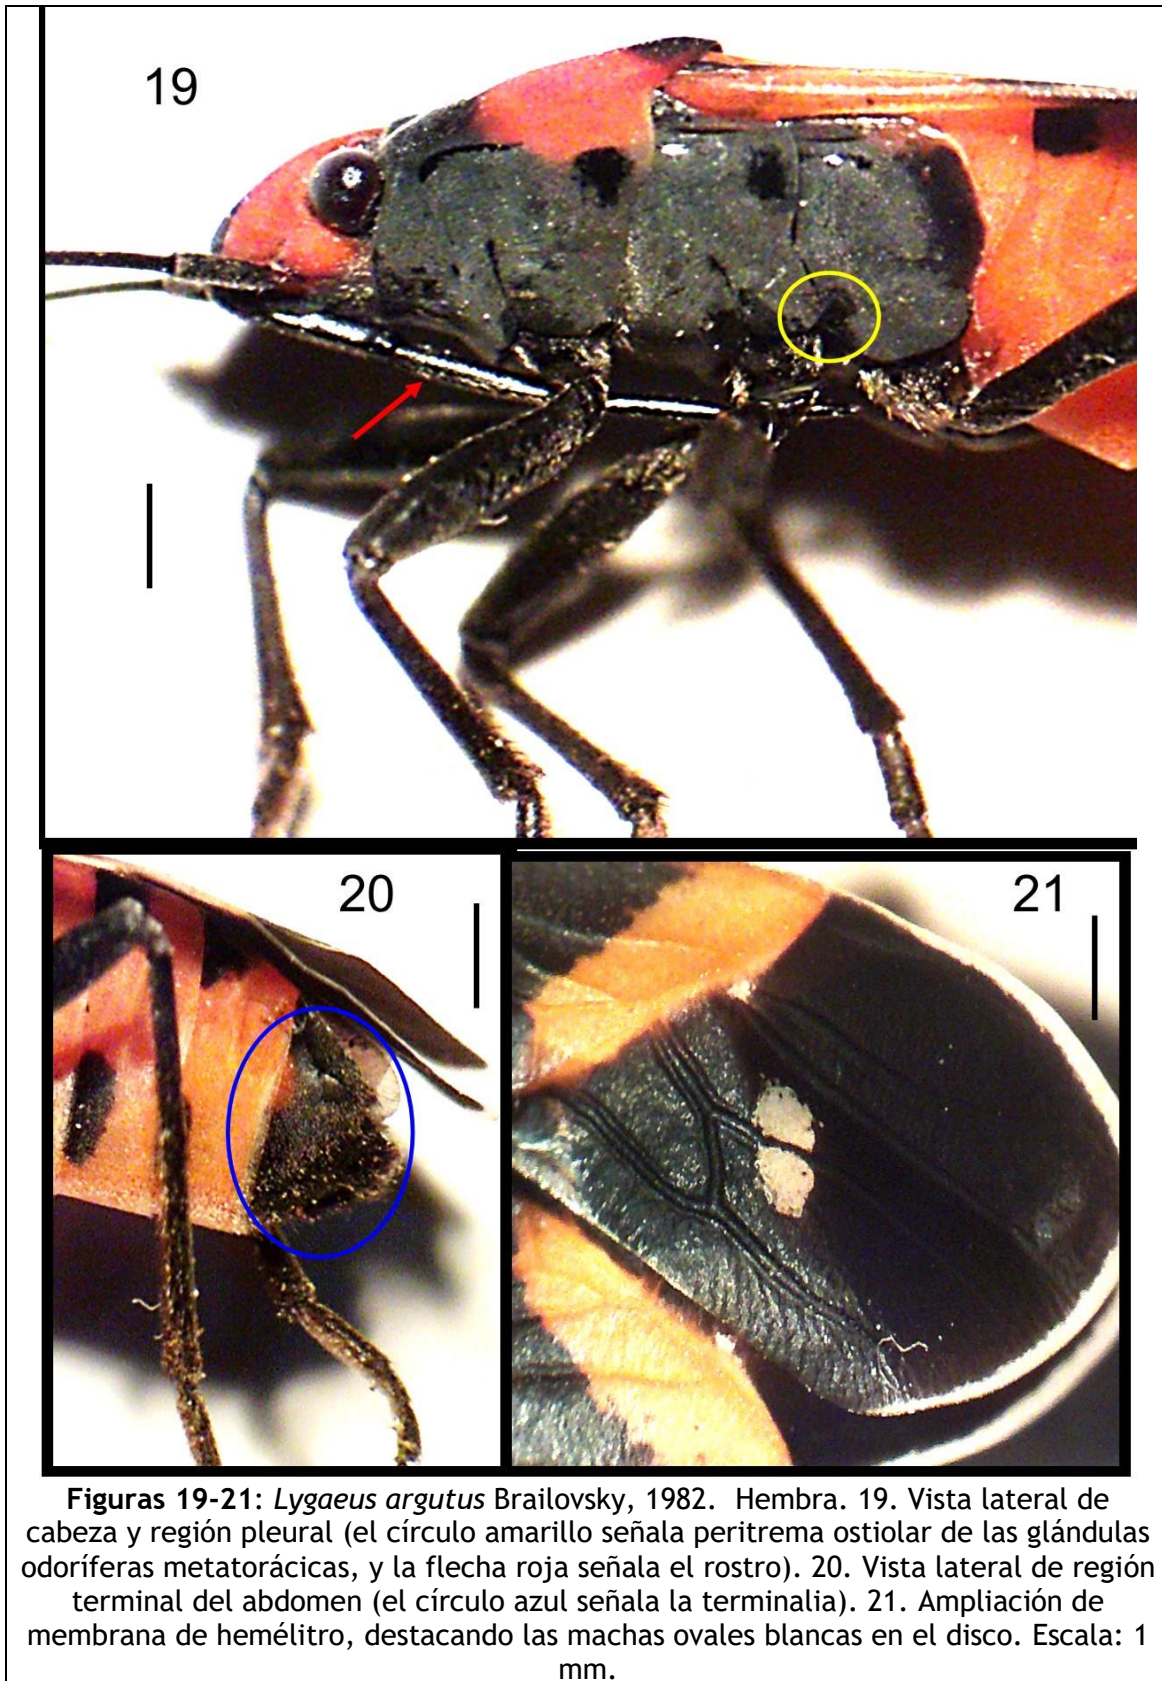 19
20
21
Figuras 19-21: Lygaeus argutus Brailovsky, 1982. Hembra. 19. Vista lateral de
cabeza y región pleural (el círculo amarillo señala peritrema ostiolar de las glándulas
odoríferas metatorácicas, y la flecha roja señala el rostro). 20. Vista lateral de región
terminal del abdomen (el círculo azul señala la terminalia). 21. Ampliación de
membrana de hemélitro, destacando las machas ovales blancas en el disco. Escala: 1
mm.